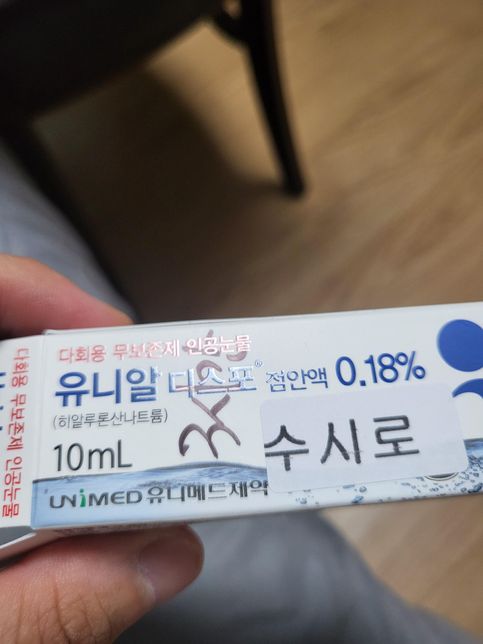 다회용 무보존제 인공눈물
유니알 디스포® 점안액 0.18%
(히알루론산나트륨)
10mL
수시로
UNIMED 유니메드제약
다회용 무보존제 인공눈물